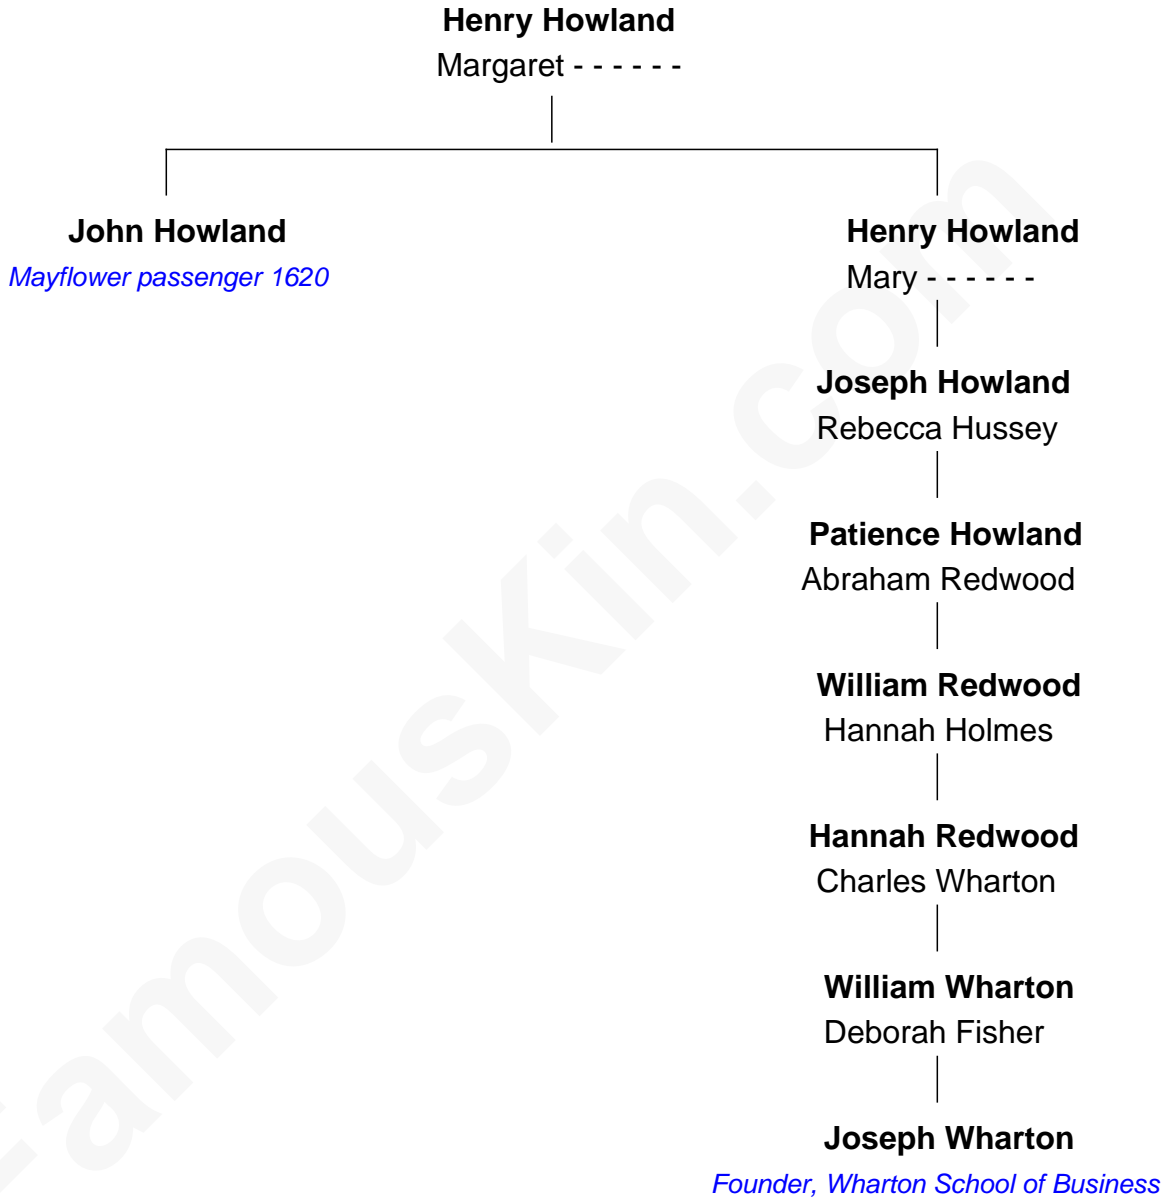 Henry Howland
Margaret - - - - - -
John Howland
Mayflower passenger 1620
Henry Howland
Mary - - - - - -
Joseph Howland
Rebecca Hussey
Patience Howland
Abraham Redwood
William Redwood
Hannah Holmes
Hannah Redwood
Charles Wharton
William Wharton
Deborah Fisher
Joseph Wharton
Founder, Wharton School of Business
FamousKin.com